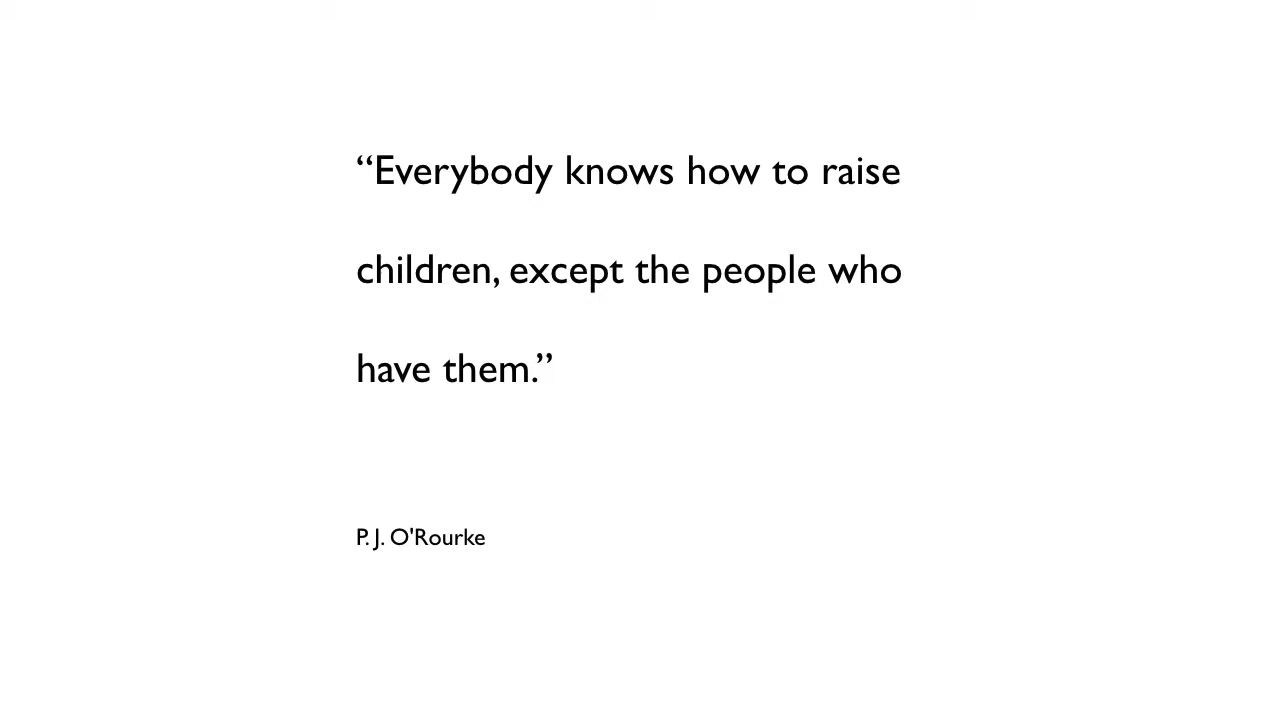 “Everybody knows how to raise
children, except the people who
have them.”
P. J. O'Rourke